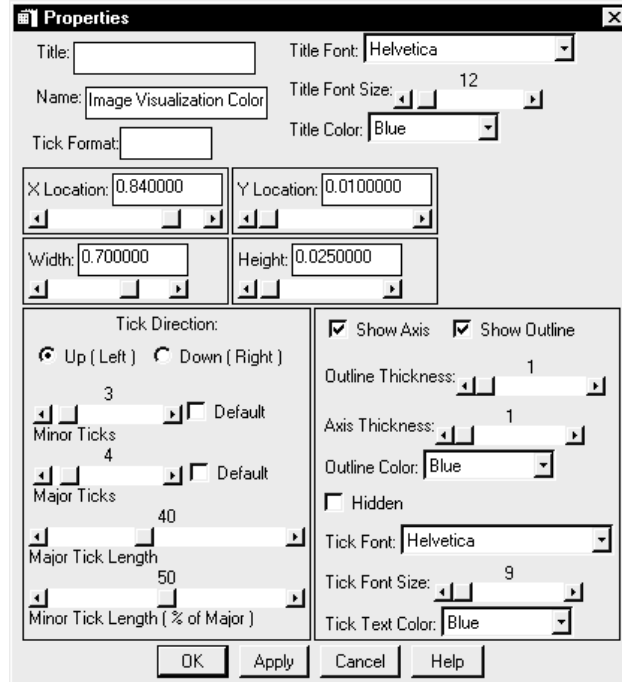 Properties
Title:
Title Font: Helvetica
Name: Image Visualization Color
Title Font Size: 12
Tick Format:
Title Color: Blue
X Location: 0.840000
Y Location: 0.0100000
Width: 0.700000
Height: 0.0250000
Tick Direction:
Up ( Left )
Down ( Right )
3
Default
Minor Ticks
4
Default
Major Ticks
40
Major Tick Length
50
Minor Tick Length ( % of Major )
Show Axis
Show Outline
Outline Thickness: 1
Axis Thickness: 1
Outline Color: Blue
Hidden
Tick Font: Helvetica
Tick Font Size: 9
Tick Text Color: Blue
OK
Apply
Cancel
Help